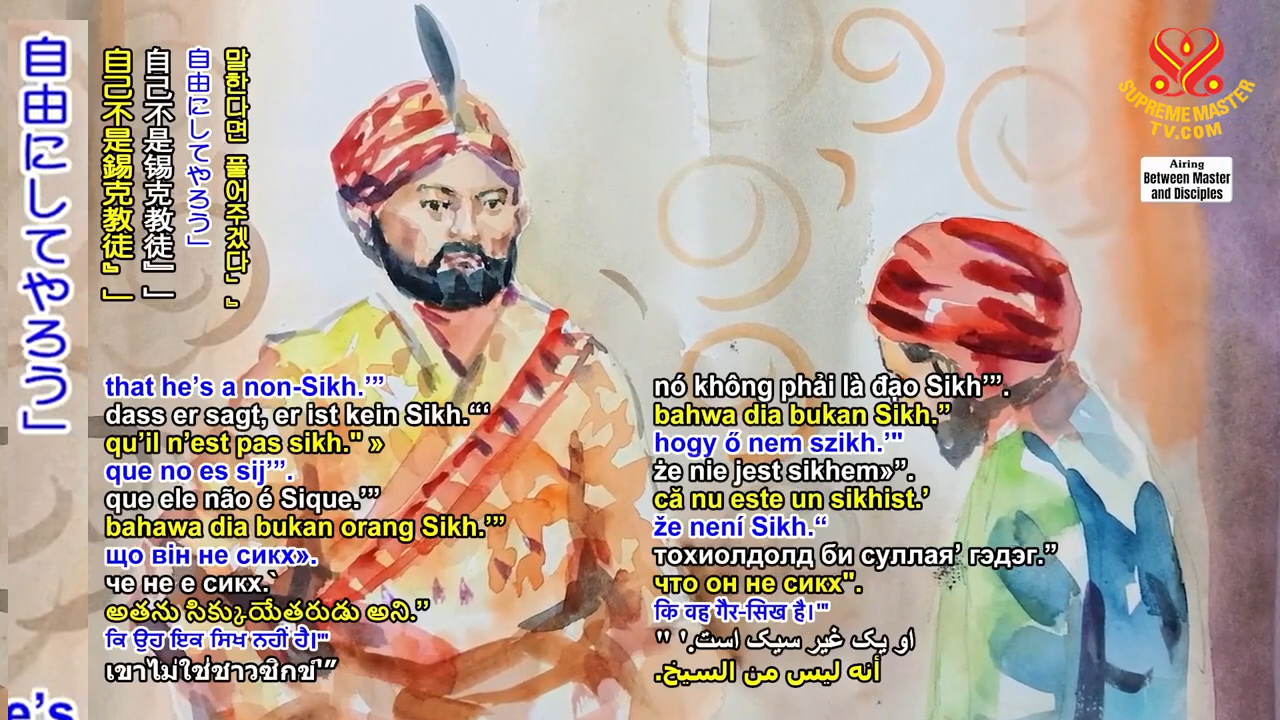 自由にしてやろう」
自己不是錫克教徒』」
自己不是锡克教徒』」
自由にしてやろう」
말한다면 풀어주겠다」』
SUPREME MASTER
TV.COM
Airing
Between Master
and Disciples
that he’s a non-Sikh.’”
dass er sagt, er ist kein Sikh.“‘
qu’il n’est pas sikh." »
que no es sij’”.
que ele não é Sique.’”
bahawa dia bukan orang Sikh.’”
що він не сикх».
че не е сикх.`
అతను సిక్కుయేతరుడు అని.”
ਕਿ ਉਹ ਇਕ ਸਿਖ ਨਹੀਂ ਹੈ।'"
เขาไม่ใช่ชาวซิกข์’”
nó không phải là đạo Sikh’”.
bahwa dia bukan Sikh.”
hogy ő nem szikh.’"
że nie jest sikhem»”.
că nu este un sikhist.’
že není Sikh.“
тохиолдолд би суллая’ гэдэг.”
что он не сикх".
कि वह गैर-सिख है।'"
او یک غیر سیک است.' "
أنه ليس من السيخ.
e’s